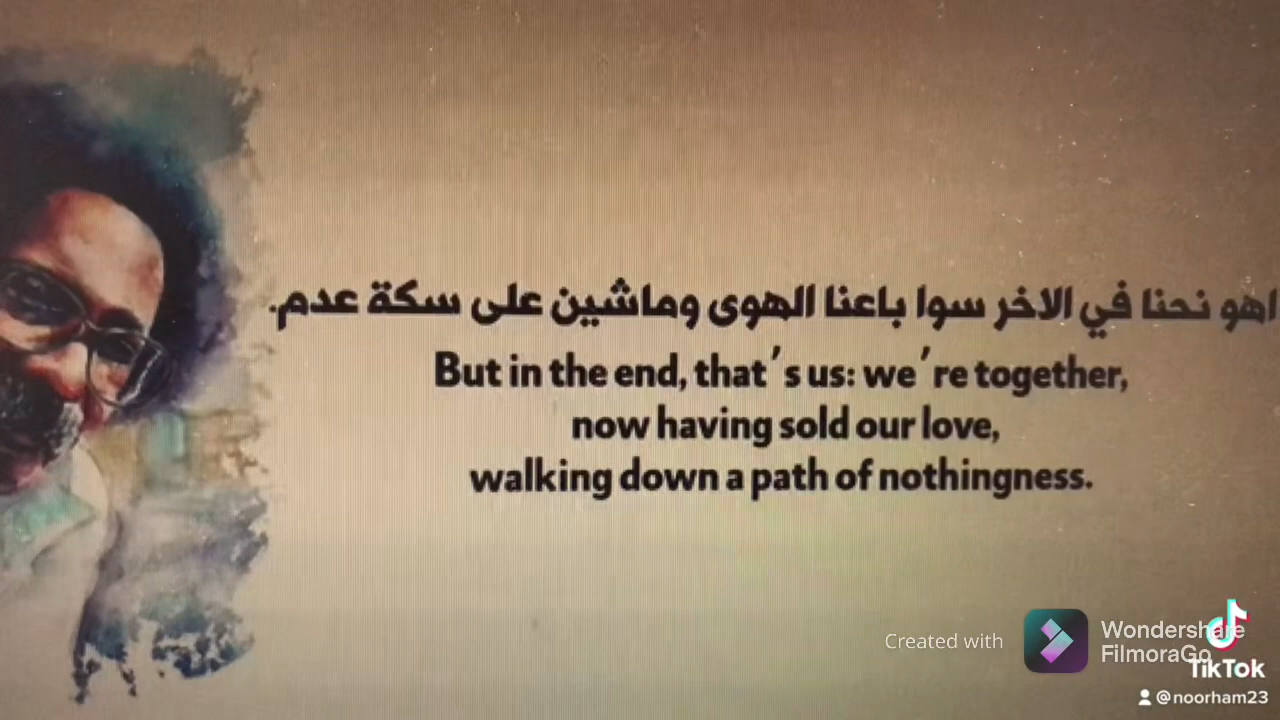 اهو نحنا في الاخر سوا باعنا الهوى وماشين على سكة عدم.
But in the end, that's us: we're together,
now having sold our love,
walking down a path of nothingness.
Created with
Wondershare
FilmoraGo
TikTok
@noorham23